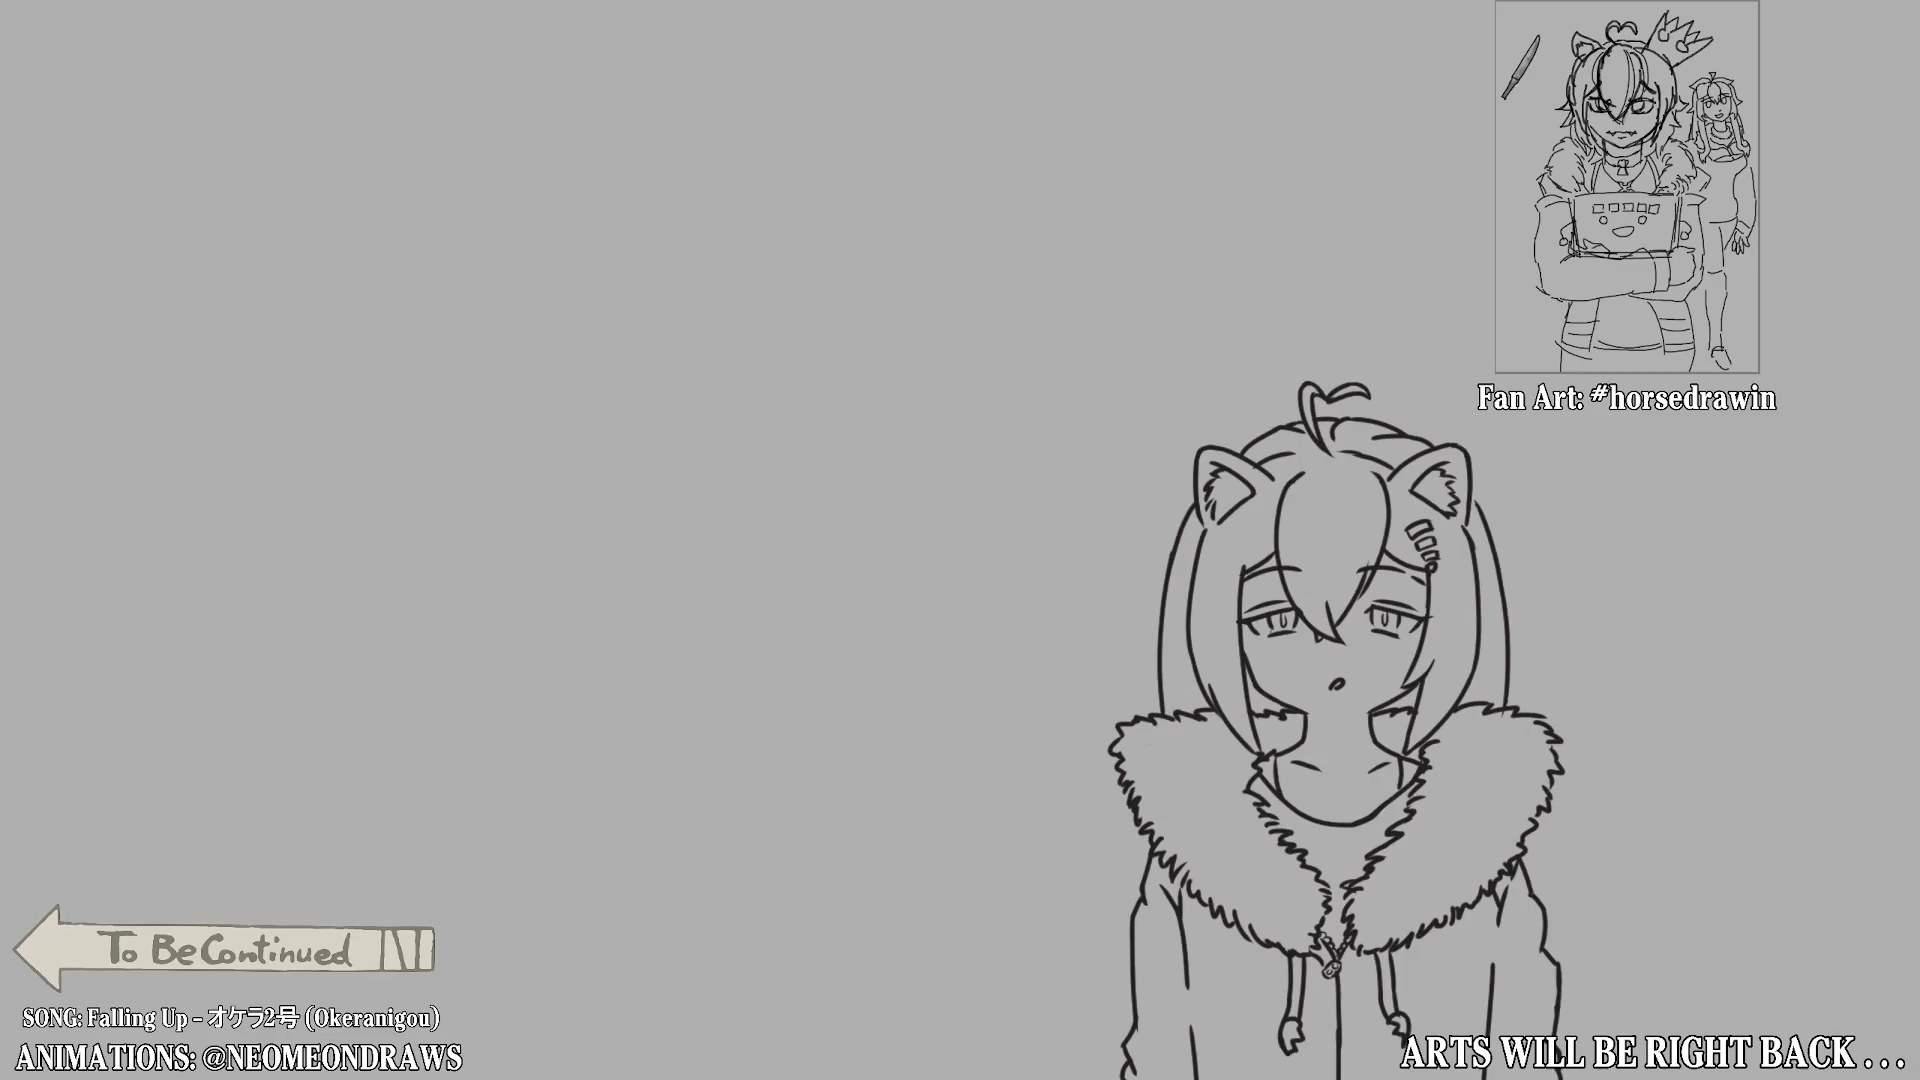 Fan Art: #horsedrawin
To Be Continued
SONG: Falling Up - オケラ2号 (Okeranigou)
ANIMATIONS: @NEOMEONDRAWS
ARTS WILL BE RIGHT BACK . . .